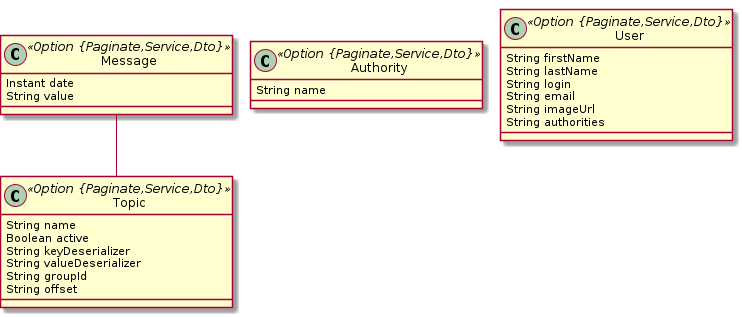 C «Option {Paginate,Service,Dto}»
Message
Instant date
String value
C «Option {Paginate,Service,Dto}»
Authority
String name
C «Option {Paginate,Service,Dto}»
User
String firstName
String lastName
String login
String email
String imageUrl
String authorities
C «Option {Paginate,Service,Dto}»
Topic
String name
Boolean active
String keyDeserializer
String valueDeserializer
String groupId
String offset